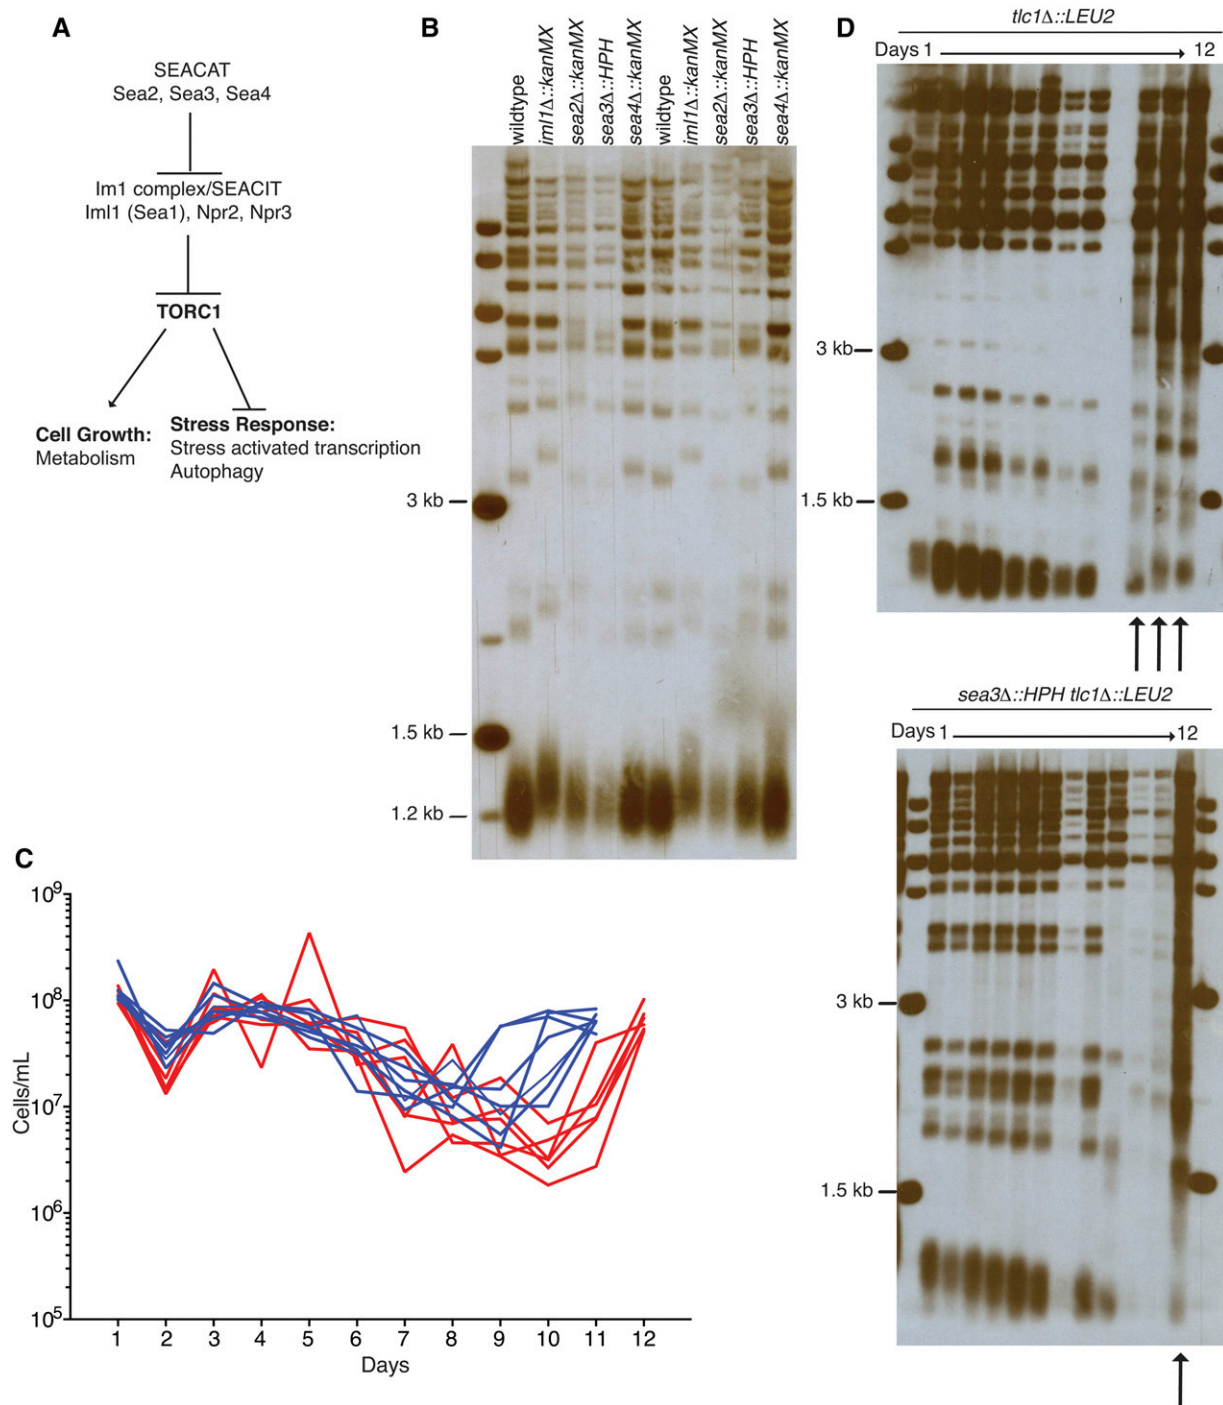 A
SEACAT
Sea2, Sea3, Sea4
Im1 complex/SEACIT
Iml1 (Sea1), Npr2, Npr3
TORC1
Cell Growth:
Metabolism
Stress Response:
Stress activated transcription
Autophagy
B
wildtype
iml1Δ::kanMX
sea2Δ::kanMX
sea3Δ::HPH
sea4Δ::kanMX
wildtype
iml1Δ::kanMX
sea2Δ::kanMX
sea3Δ::HPH
sea4Δ::kanMX
3 kb
1.5 kb
1.2 kb
C
10⁹
10⁸
10⁷
10⁶
10⁵
Cells/mL
1 2 3 4 5 6 7 8 9 10 11 12
Days
D
tlc1Δ::LEU2
Days 1 12
3 kb
1.5 kb
sea3Δ::HPH tlc1Δ::LEU2
Days 1 12
3 kb
1.5 kb